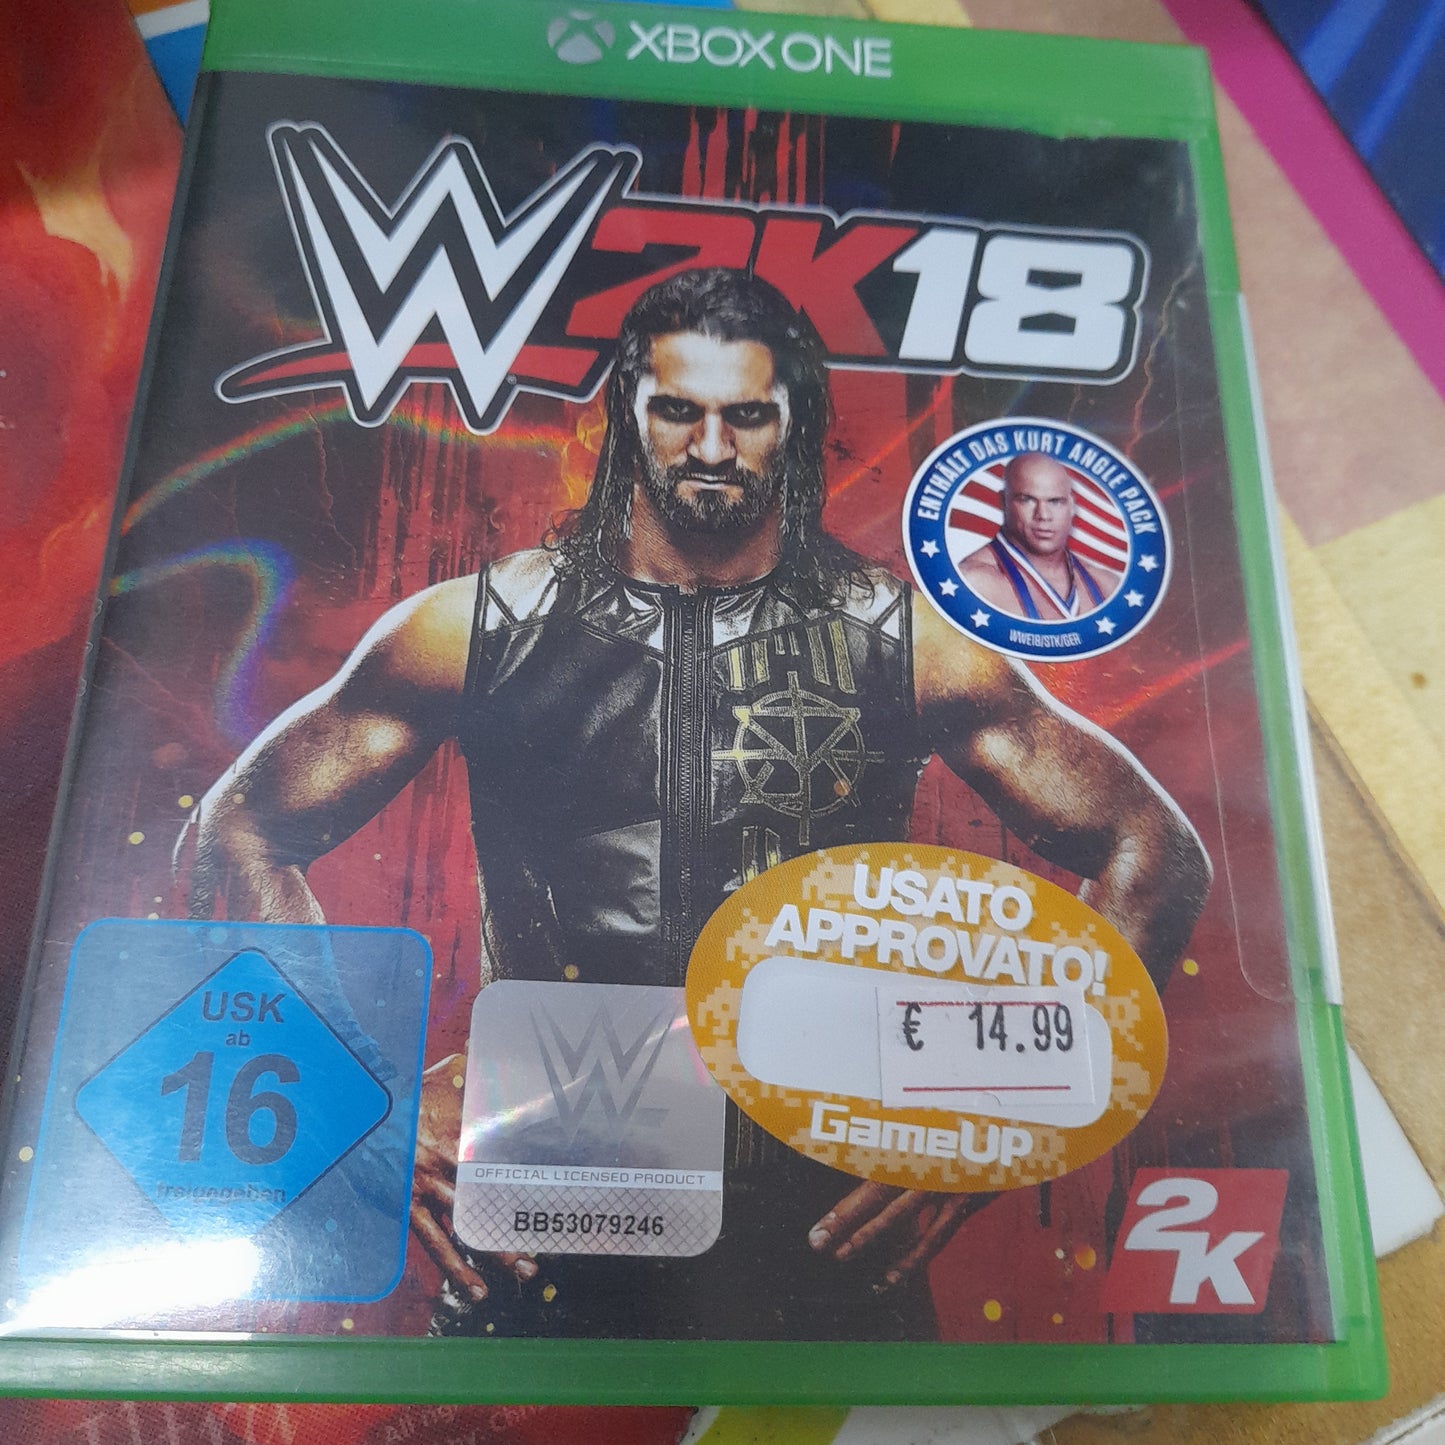 XBOX ONE
W 2K18
ENTHÄLT DAS KURT ANGLE PACK
WWE18/STK/GER
USATO
APPROVATO!
€ 14.99
GameUP
USK
ab
16
freigegeben
OFFICIAL LICENSED PRODUCT
BB53079246
2K